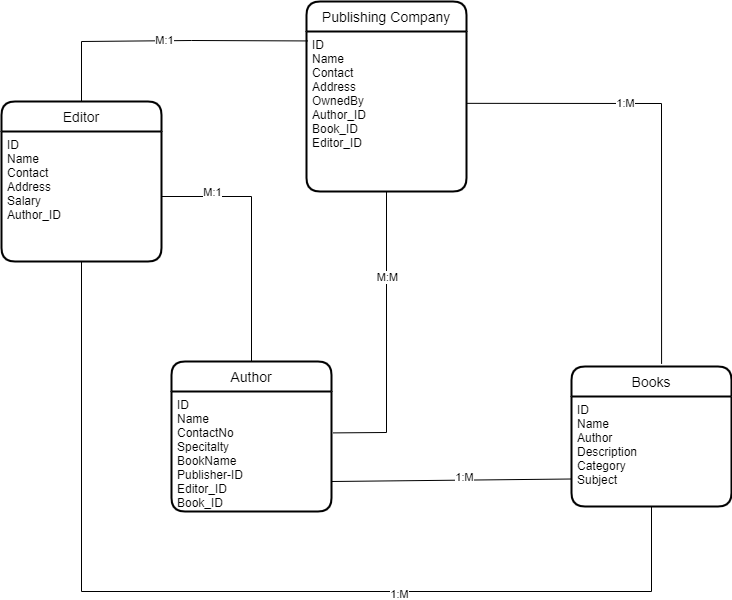 Publishing Company
ID
Name
Contact
Address
OwnedBy
Author_ID
Book_ID
Editor_ID
M:1
1:M
Editor
ID
Name
Contact
Address
Salary
Author_ID
M:1
M:M
Author
ID
Name
ContactNo
Specitalty
BookName
Publisher-ID
Editor_ID
Book_ID
Books
ID
Name
Author
Description
Category
Subject
1:M
1:M